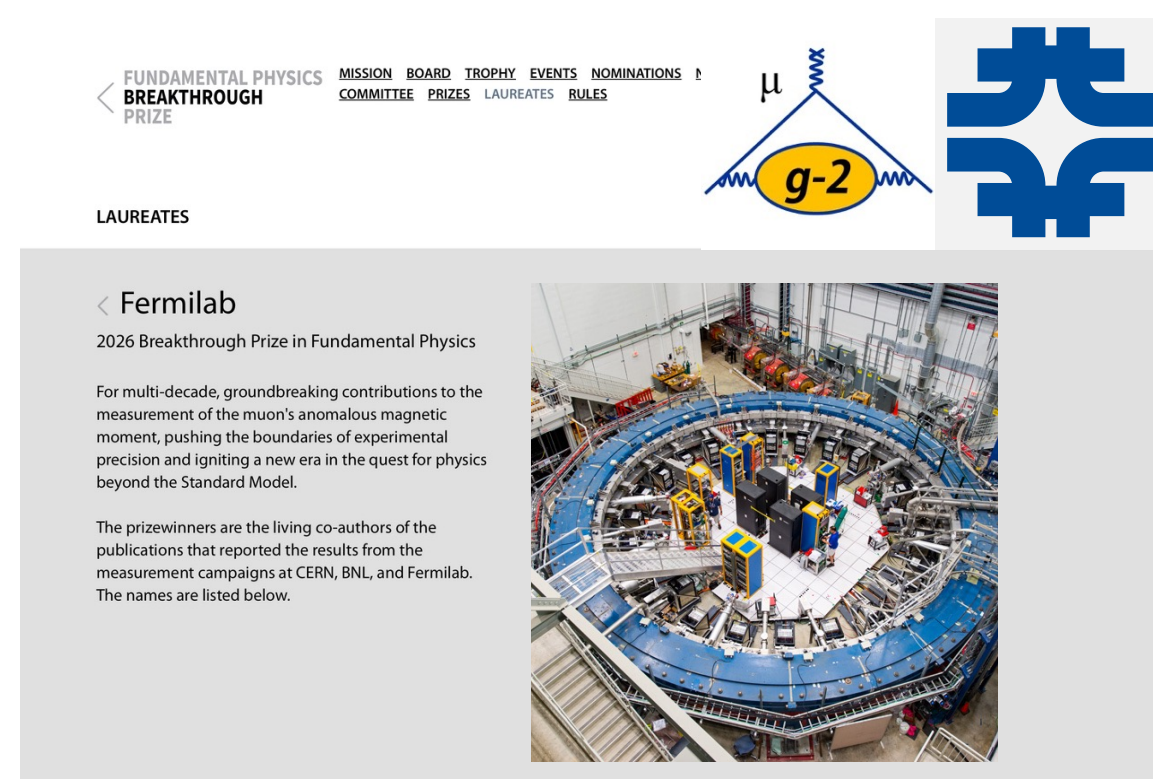 FUNDAMENTAL PHYSICS
BREAKTHROUGH
PRIZE
MISSION BOARD TROPHY EVENTS NOMINATIONS
COMMITTEE PRIZES LAUREATES RULES
μ
g-2
LAUREATES
Fermilab
2026 Breakthrough Prize in Fundamental Physics
For multi-decade, groundbreaking contributions to the
measurement of the muon's anomalous magnetic
moment, pushing the boundaries of experimental
precision and igniting a new era in the quest for physics
beyond the Standard Model.
The prizewinners are the living co-authors of the
publications that reported the results from the
measurement campaigns at CERN, BNL, and Fermilab.
The names are listed below.